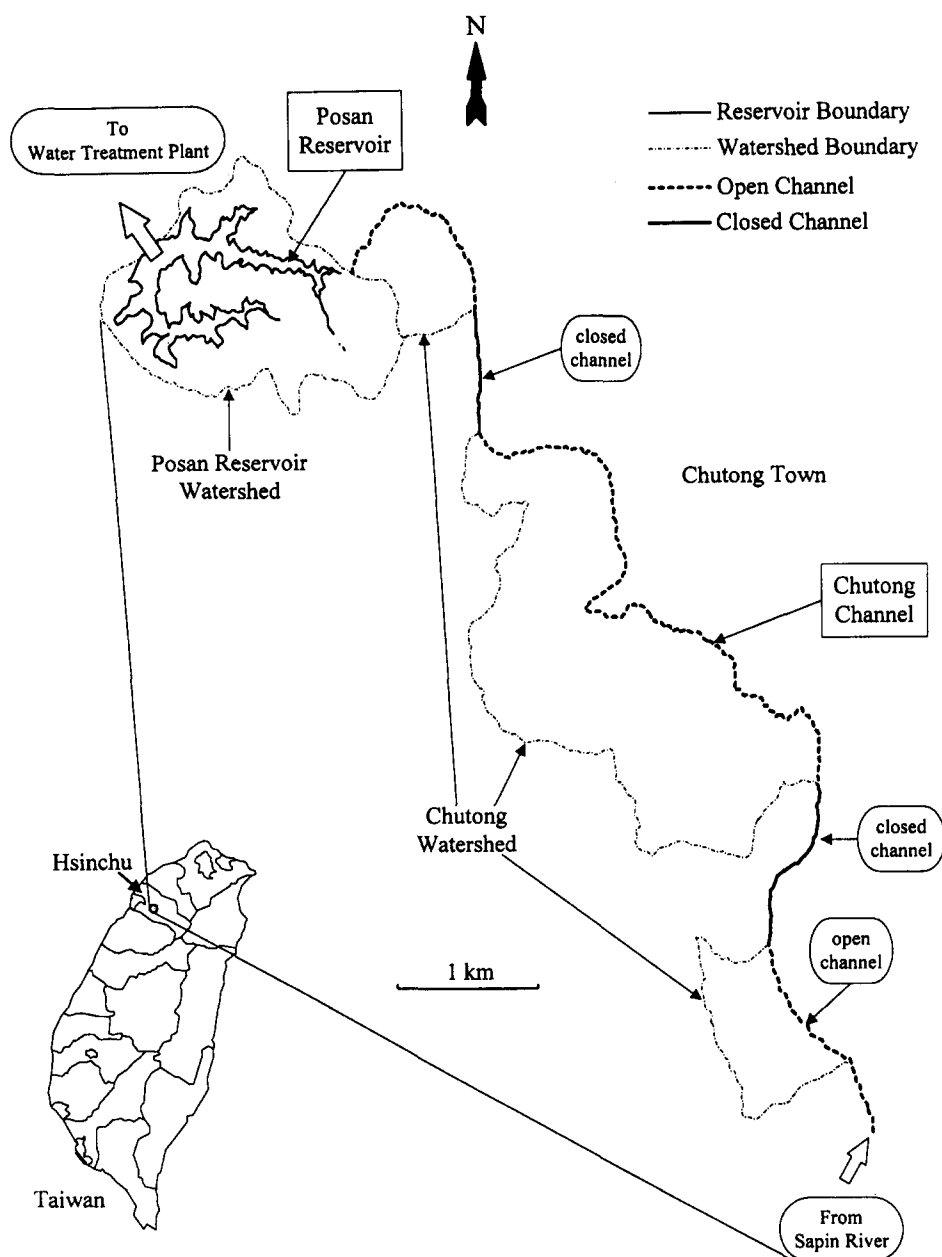 N
To
Water Treatment Plant
Posan
Reservoir
Reservoir Boundary
Watershed Boundary
Open Channel
Closed Channel
closed
channel
Posan Reservoir
Watershed
Chutong Town
Chutong
Channel
Chutong
Watershed
closed
channel
Hsinchu
open
channel
1 km
Taiwan
From
Sapin River